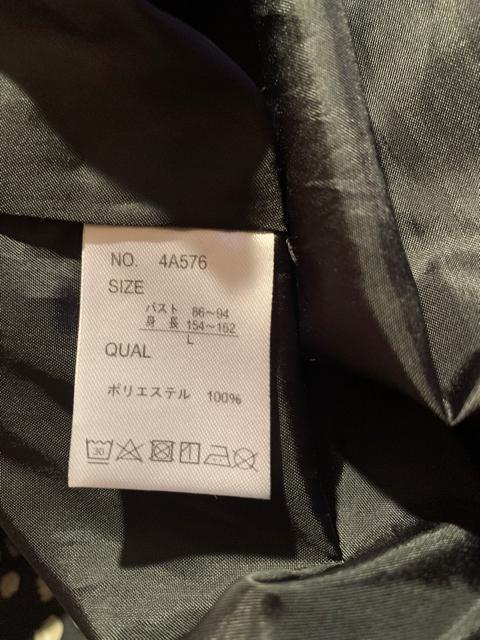 NO. 4A576
SIZE
バスト 86~94
身 長 154~162
L
QUAL
ポリエステル 100%
30